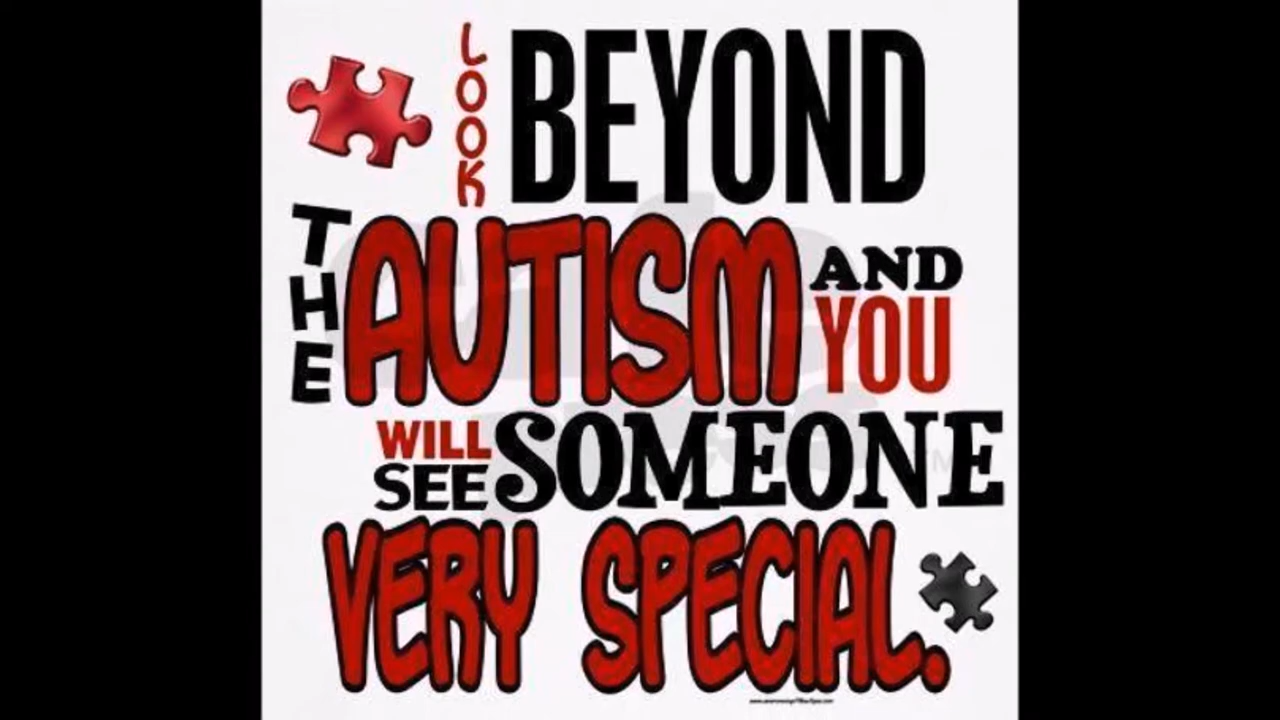 LOOK BEYOND
THE AUTISM AND
YOU
WILL
SEE SOMEONE
VERY SPECIAL.